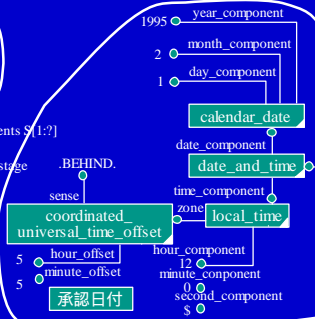 year_component
1995
month_component
2
day_component
1
calendar_date
ents $[1:?]
date_component
stage
.BEHIND.
date_and_time
sense
time_component
zone
coordinated_
universal_time_offset
local_time
hour_offset
5
hour_component
12
minute_offset
5
minute_conponent
0
second_component
$
承認日付